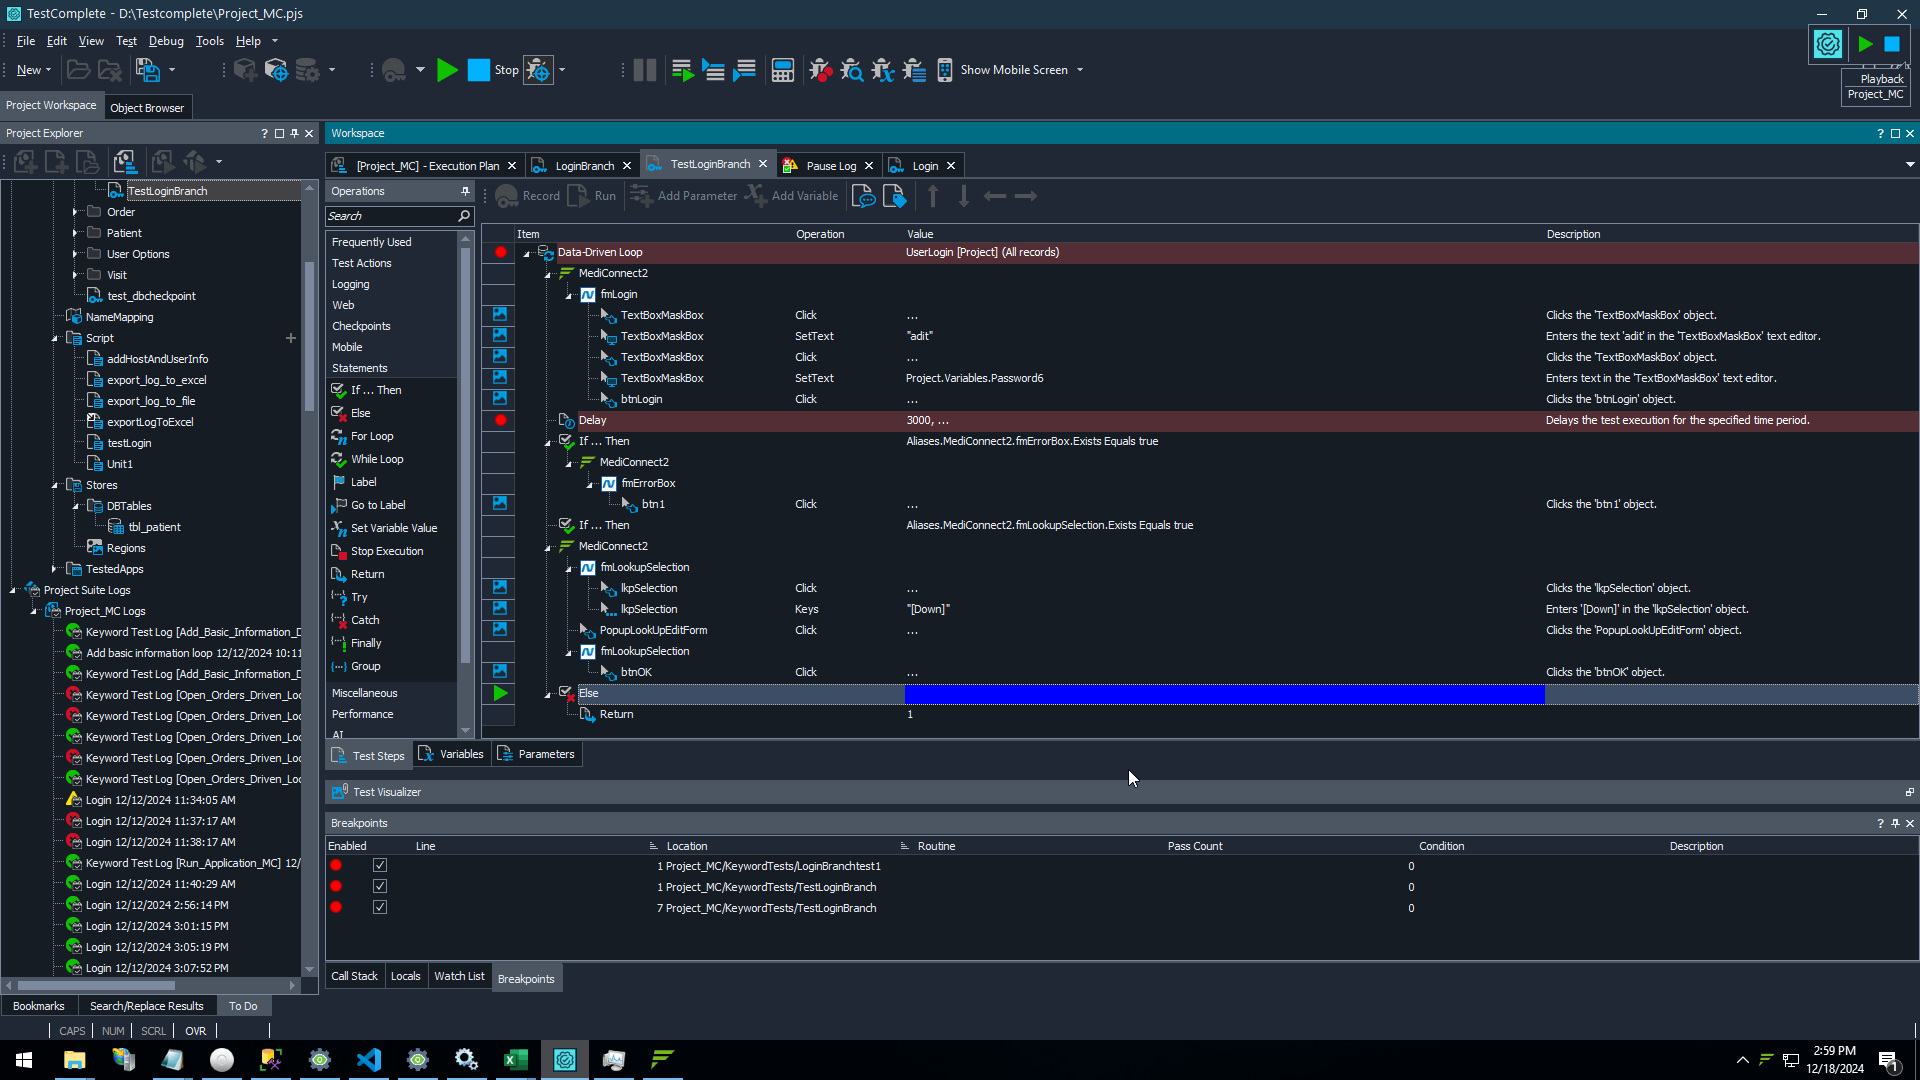 TestComplete - D:\Testcomplete\Project_MC.pjs
File Edit View Test Debug Tools Help
New Stop Show Mobile Screen
Playback
Project_MC
Project Workspace Object Browser
Project Explorer ?
Workspace ?
[Project_MC] - Execution Plan LoginBranch TestLoginBranch Pause Log Login
TestLoginBranch
Order
Patient
User Options
Visit
test_dbcheckpoint
NameMapping
Script
addHostAndUserInfo
export_log_to_excel
export_log_to_file
exportLogToExcel
testLogin
Unit1
Stores
DBTables
tbl_patient
Regions
TestedApps
Project Suite Logs
Project_MC Logs
Keyword Test Log [Add_Basic_Information_D
Add basic information loop 12/12/2024 10:11
Keyword Test Log [Add_Basic_Information_D
Keyword Test Log [Open_Orders_Driven_Loo
Keyword Test Log [Open_Orders_Driven_Loo
Keyword Test Log [Open_Orders_Driven_Loo
Keyword Test Log [Open_Orders_Driven_Loo
Keyword Test Log [Open_Orders_Driven_Loo
Login 12/12/2024 11:34:05 AM
Login 12/12/2024 11:37:17 AM
Login 12/12/2024 11:38:17 AM
Keyword Test Log [Run_Application_MC] 12/
Login 12/12/2024 11:40:29 AM
Login 12/12/2024 2:56:14 PM
Login 12/12/2024 3:01:15 PM
Login 12/12/2024 3:05:19 PM
Login 12/12/2024 3:07:52 PM
Bookmarks Search/Replace Results To Do
CAPS NUM SCRL OVR
Operations
Search
Frequently Used
Test Actions
Logging
Web
Checkpoints
Mobile
Statements
If ... Then
Else
For Loop
While Loop
Label
Go to Label
Set Variable Value
Stop Execution
Return
Try
Catch
Finally
Group
Miscellaneous
Performance
AI
Record Run Add Parameter Add Variable
Item Operation Value Description
Data-Driven Loop UserLogin [Project] (All records)
MediConnect2
fmLogin
TextBoxMaskBox Click ... Clicks the 'TextBoxMaskBox' object.
TextBoxMaskBox SetText "adit" Enters the text 'adit' in the 'TextBoxMaskBox' text editor.
TextBoxMaskBox Click ... Clicks the 'TextBoxMaskBox' object.
TextBoxMaskBox SetText Project.Variables.Password6 Enters text in the 'TextBoxMaskBox' text editor.
btnLogin Click ... Clicks the 'btnLogin' object.
Delay 3000, ... Delays the test execution for the specified time period.
If ... Then Aliases.MediConnect2.fmErrorBox.Exists Equals true
MediConnect2
fmErrorBox
btn1 Click ... Clicks the 'btn1' object.
If ... Then Aliases.MediConnect2.fmLookupSelection.Exists Equals true
MediConnect2
fmLookupSelection
lkpSelection Click ... Clicks the 'lkpSelection' object.
lkpSelection Keys "[Down]" Enters '[Down]' in the 'lkpSelection' object.
PopupLookUpEditForm Click ... Clicks the 'PopupLookUpEditForm' object.
fmLookupSelection
btnOK Click ... Clicks the 'btnOK' object.
Else
Return 1
Test Steps Variables Parameters
Test Visualizer
Breakpoints ?
Enabled Line Location Routine Pass Count Condition Description
1 Project_MC/KeywordTests/LoginBranchtest1 0
1 Project_MC/KeywordTests/TestLoginBranch 0
7 Project_MC/KeywordTests/TestLoginBranch 0
Call Stack Locals Watch List Breakpoints
2:59 PM
12/18/2024
1